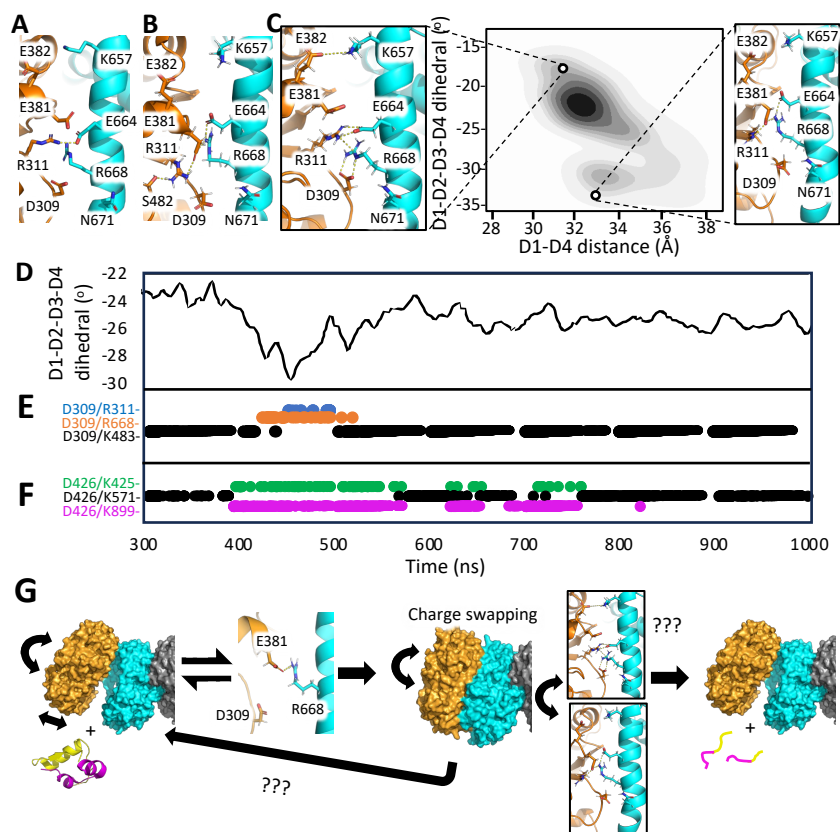 A
E382
K657
E381
E664
R311
R668
D309
N671
B
K657
E382
E664
E381
R311
R668
S482
D309
N671
C
E382
K657
E381
E664
R311
R668
D309
N671
D1-D2-D3-D4 dihedral (º)
-15
-20
-25
-30
-35
28
30
32
34
36
38
D1-D4 distance (Å)
K657
E382
E664
E381
R668
R311
D309
N671
D
D1-D2-D3-D4
dihedral (º)
-22
-24
-26
-28
-30
E
D309/R311-
D309/R668-
D309/K483-
F
D426/K425-
D426/K571-
D426/K899-
300
400
500
600
700
800
900
1000
Time (ns)
G
+
E381
D309
R668
Charge swapping
???
???
+